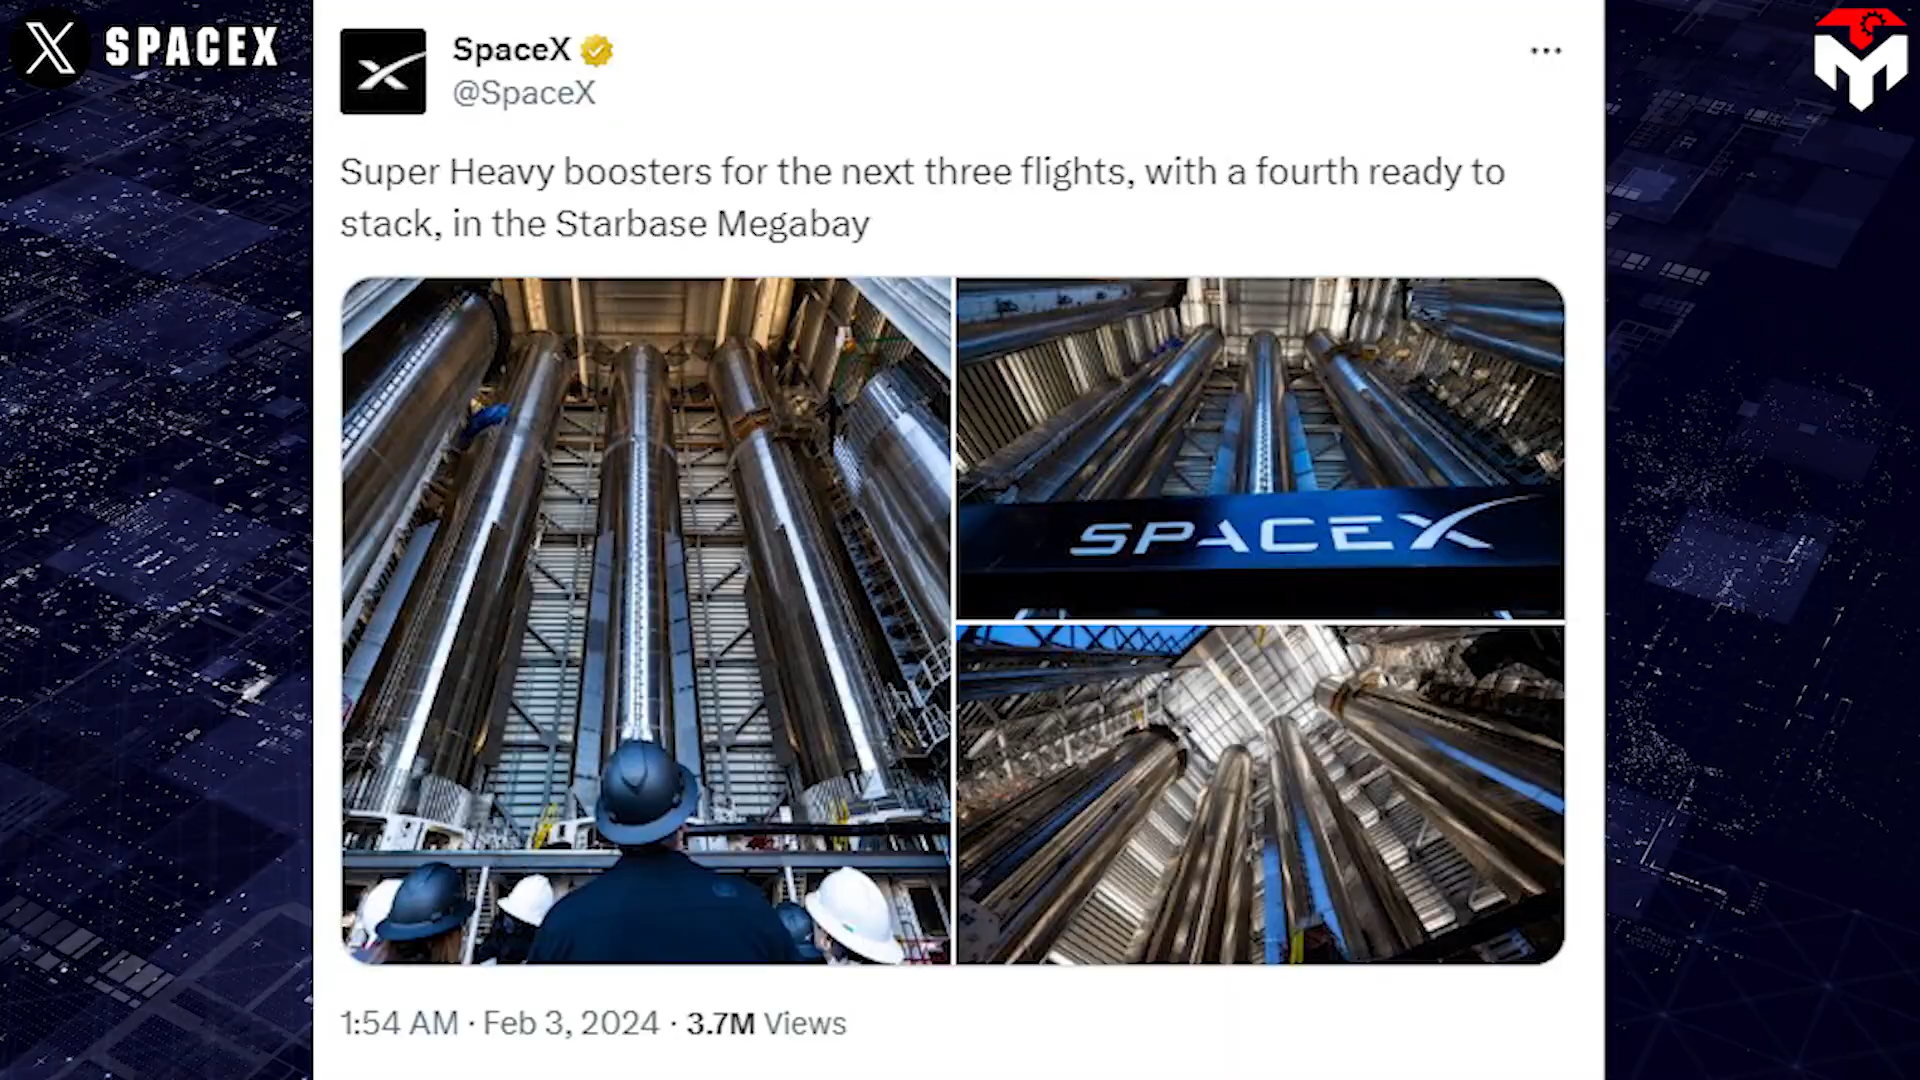 SPACEX
SpaceX
@SpaceX
Super Heavy boosters for the next three flights, with a fourth ready to
stack, in the Starbase Megabay
SPACEX
1:54 AM · Feb 3, 2024 · 3.7M Views